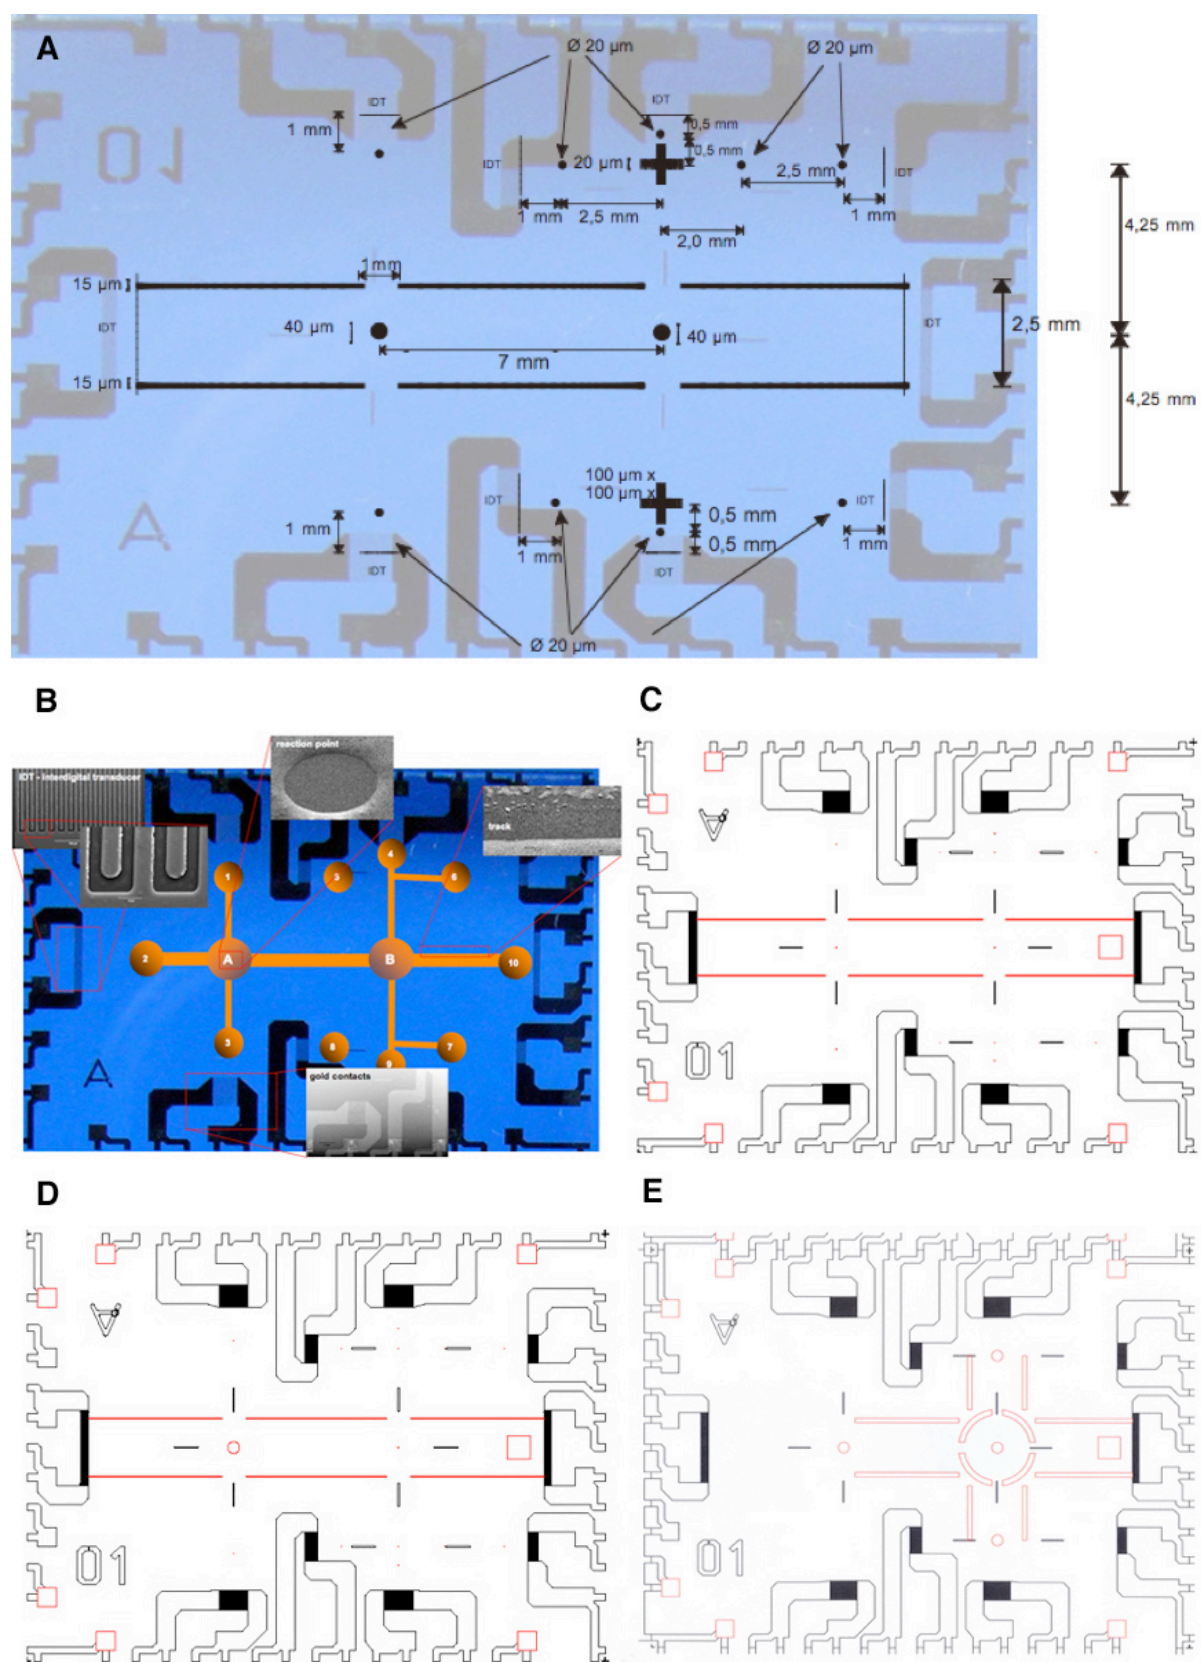 A
Ø 20 µm
Ø 20 µm
IDT
IDT
1 mm
0,5 mm
0,5 mm
IDT
20 µm
IDT
2,5 mm
1 mm
2,5 mm
1 mm
2,0 mm
4,25 mm
1mm
15 µm
IDT
40 µm
40 µm
IDT
2,5 mm
7 mm
15 µm
4,25 mm
100 µm x
100 µm x
IDT
IDT
1 mm
0,5 mm
0,5 mm
1 mm
1 mm
IDT
IDT
Ø 20 µm
01
A
B
reaction point
IDT - Interdigital transducer
track
1
4
6
2
A
B
10
3
8
7
9
A
gold contacts
C
A
01
D
A
01
E
A
01